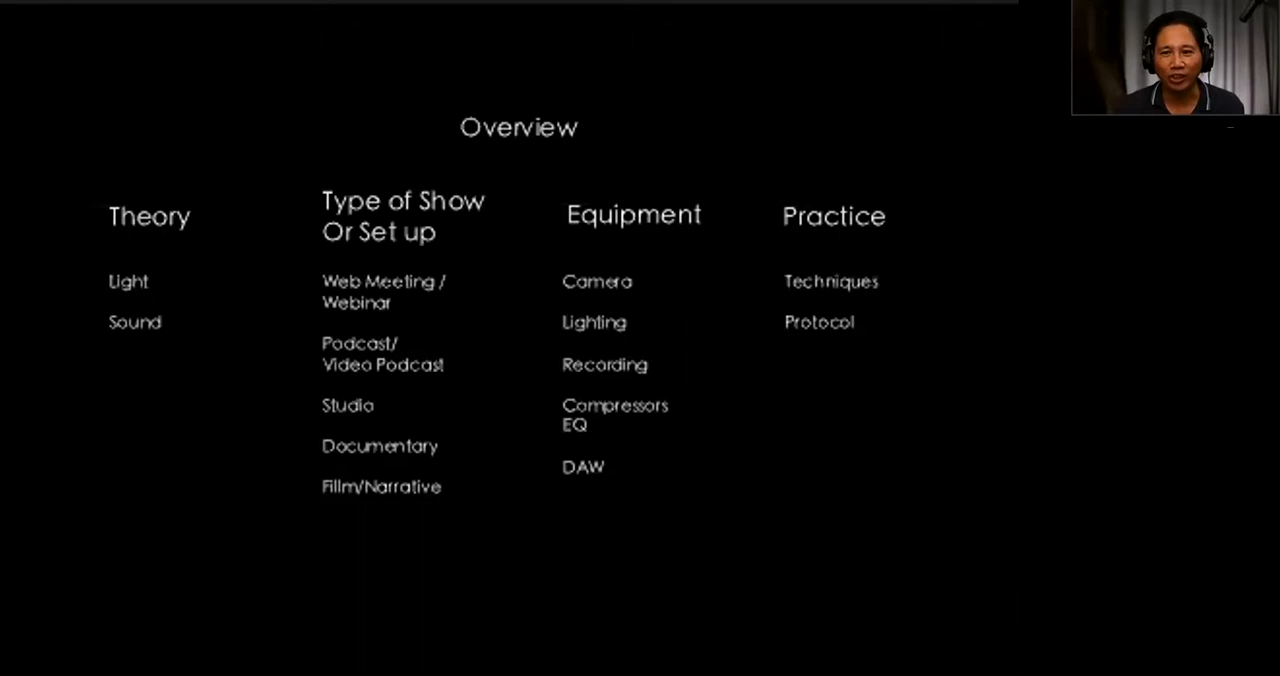 Overview
Theory
Light
Sound
Type of Show
Or Set up
Web Meeting /
Webinar
Podcast/
Video Podcast
Studio
Documentary
Fillm/Narrative
Equipment
Camera
Lighting
Recording
Compressors
EQ
DAW
Practice
Techniques
Protocol